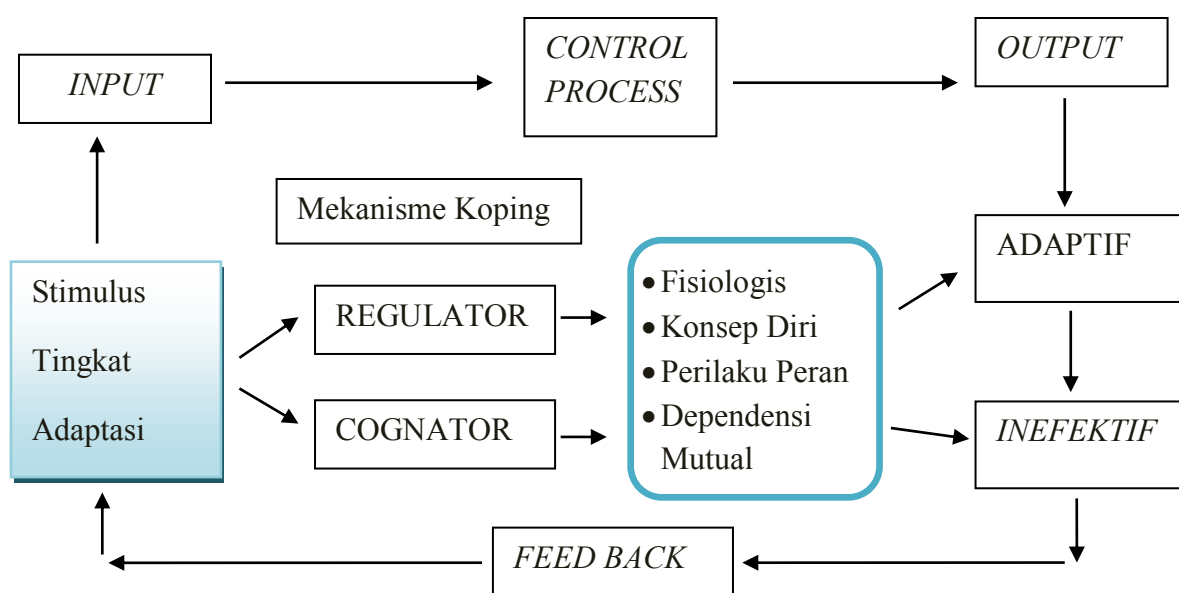 INPUT
CONTROL
PROCESS
OUTPUT
Mekanisme Koping
Stimulus
Tingkat
Adaptasi
REGULATOR
COGNATOR
•Fisiologis
•Konsep Diri
•Perilaku Peran
•Dependensi
Mutual
ADAPTIF
INEFEKTIF
FEED BACK